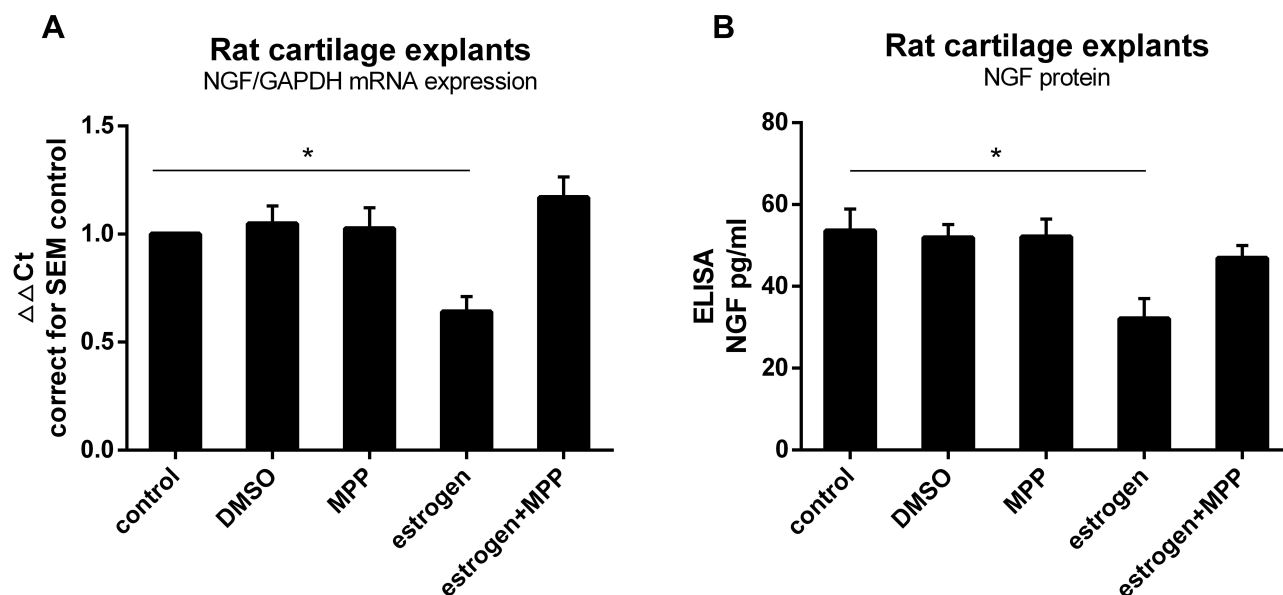 A
Rat cartilage explants
NGF/GAPDH mRNA expression
△△Ct
correct for SEM control
1.5
1.0
0.5
0.0
*
control
DMSO
MPP
estrogen
estrogen+MPP
B
Rat cartilage explants
NGF protein
ELISA
NGF pg/ml
80
60
40
20
0
*
control
DMSO
MPP
estrogen
estrogen+MPP